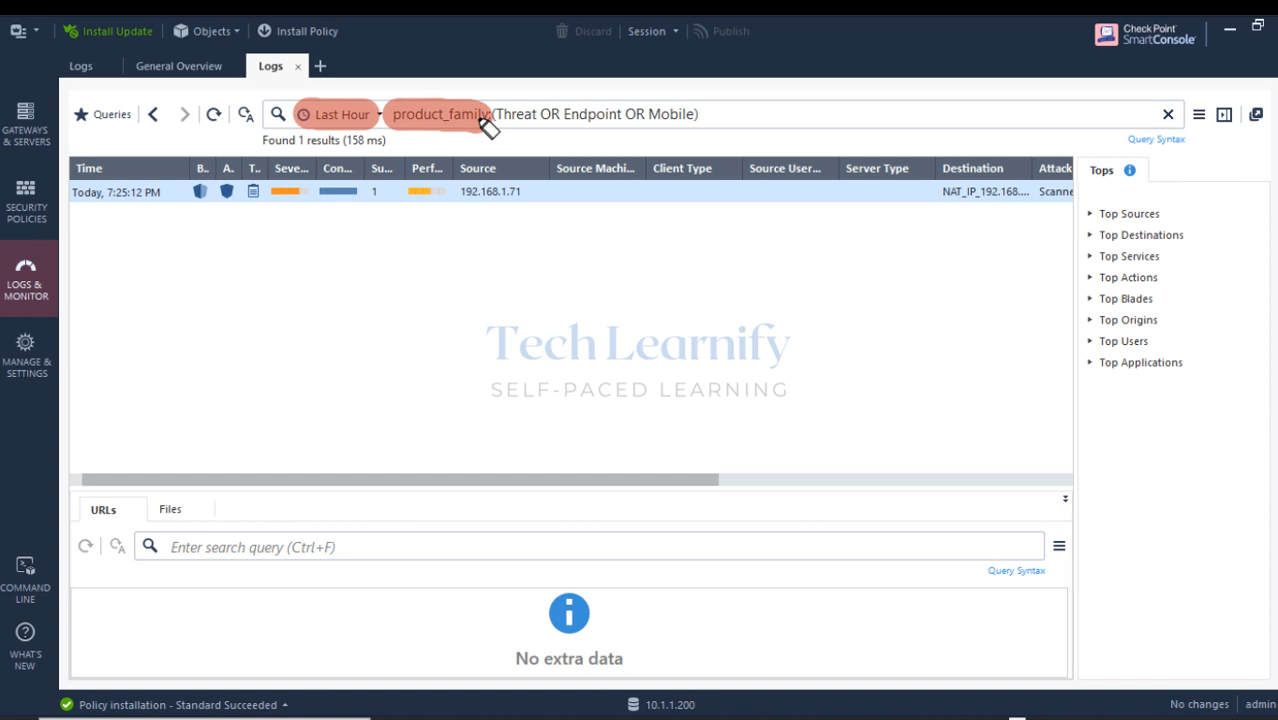 Install Update Objects Install Policy Discard Session Publish Check Point SmartConsole
Logs General Overview Logs
GATEWAYS & SERVERS
SECURITY POLICIES
LOGS & MONITOR
MANAGE & SETTINGS
COMMAND LINE
WHAT'S NEW
Queries Last Hour product_family:(Threat OR Endpoint OR Mobile)
Found 1 results (158 ms) Query Syntax
Time B.. A.. T.. Seve... Con... Su... Perf... Source Source Machi... Client Type Source User... Server Type Destination Attack
Today, 7:25:12 PM 1 192.168.1.71 NAT_IP_192.168.... Scanne
Tops
Top Sources
Top Destinations
Top Services
Top Actions
Top Blades
Top Origins
Top Users
Top Applications
Tech Learnify
SELF-PACED LEARNING
URLs Files
Enter search query (Ctrl+F)
Query Syntax
No extra data
Policy installation - Standard Succeeded 10.1.1.200 No changes admin